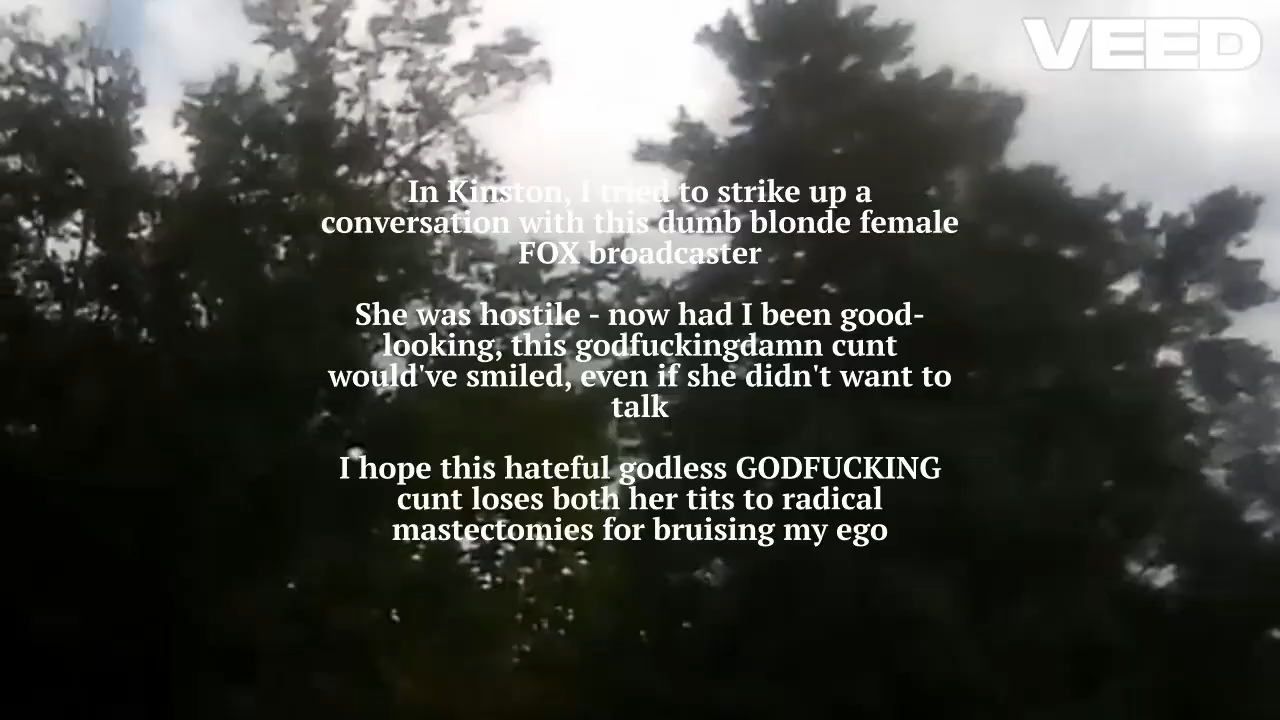 VEED
In Kinston, I tried to strike up a
conversation with this dumb blonde female
FOX broadcaster
She was hostile - now had I been good-
looking, this godfuckingdamn cunt
would've smiled, even if she didn't want to
talk
I hope this hateful godless GODFUCKING
cunt loses both her tits to radical
mastectomies for bruising my ego